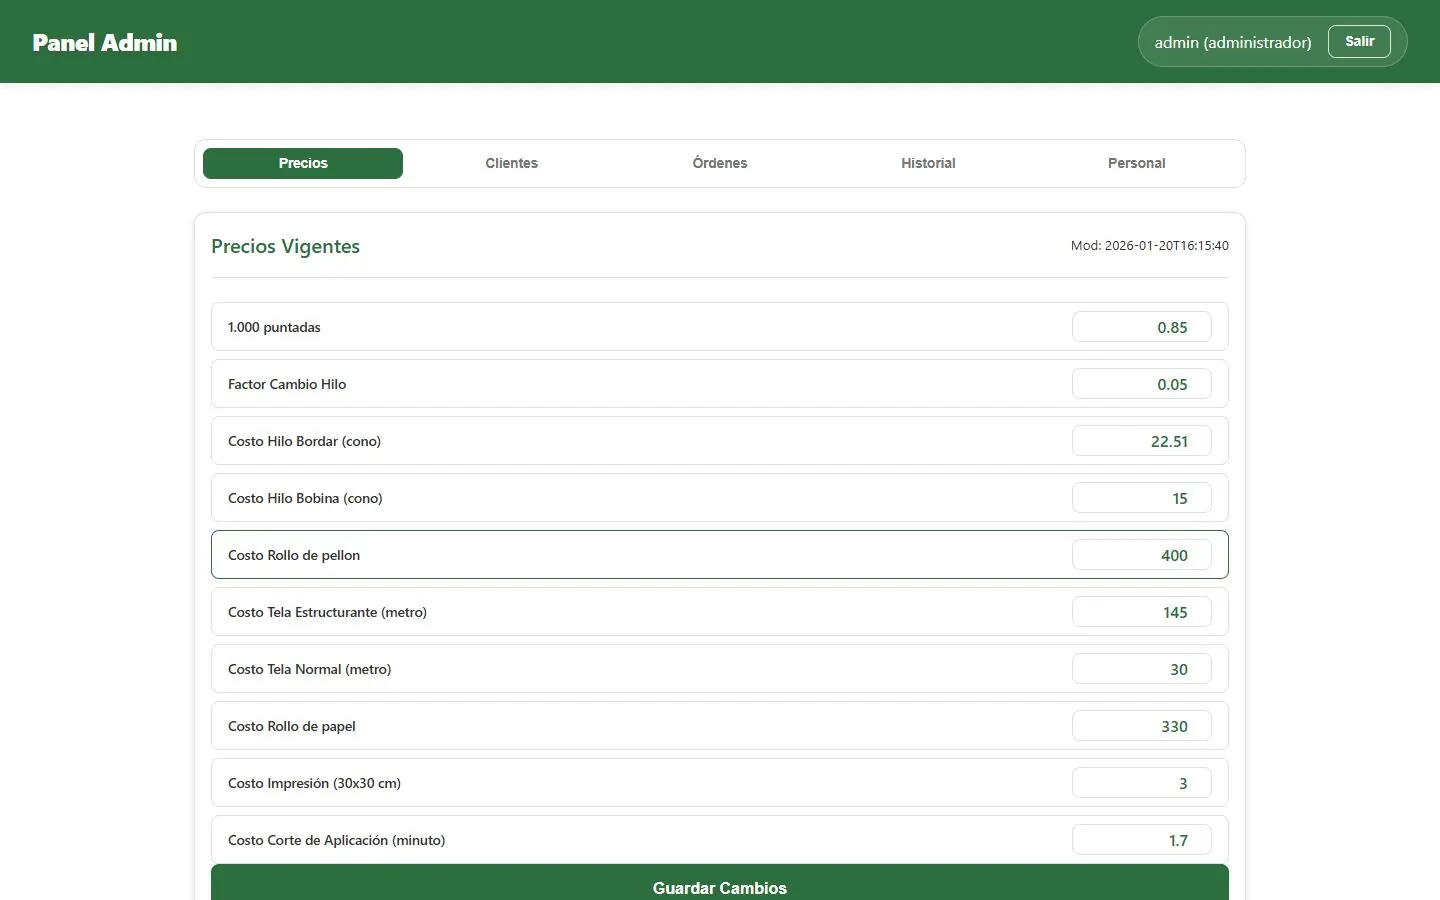 Panel Admin
admin (administrador) Salir
Precios Clientes Órdenes Historial Personal
Precios Vigentes Mod: 2026-01-20T16:15:40
1.000 puntadas 0.85
Factor Cambio Hilo 0.05
Costo Hilo Bordar (cono) 22.51
Costo Hilo Bobina (cono) 15
Costo Rollo de pellon 400
Costo Tela Estructurante (metro) 145
Costo Tela Normal (metro) 30
Costo Rollo de papel 330
Costo Impresión (30x30 cm) 3
Costo Corte de Aplicación (minuto) 1.7
Guardar Cambios